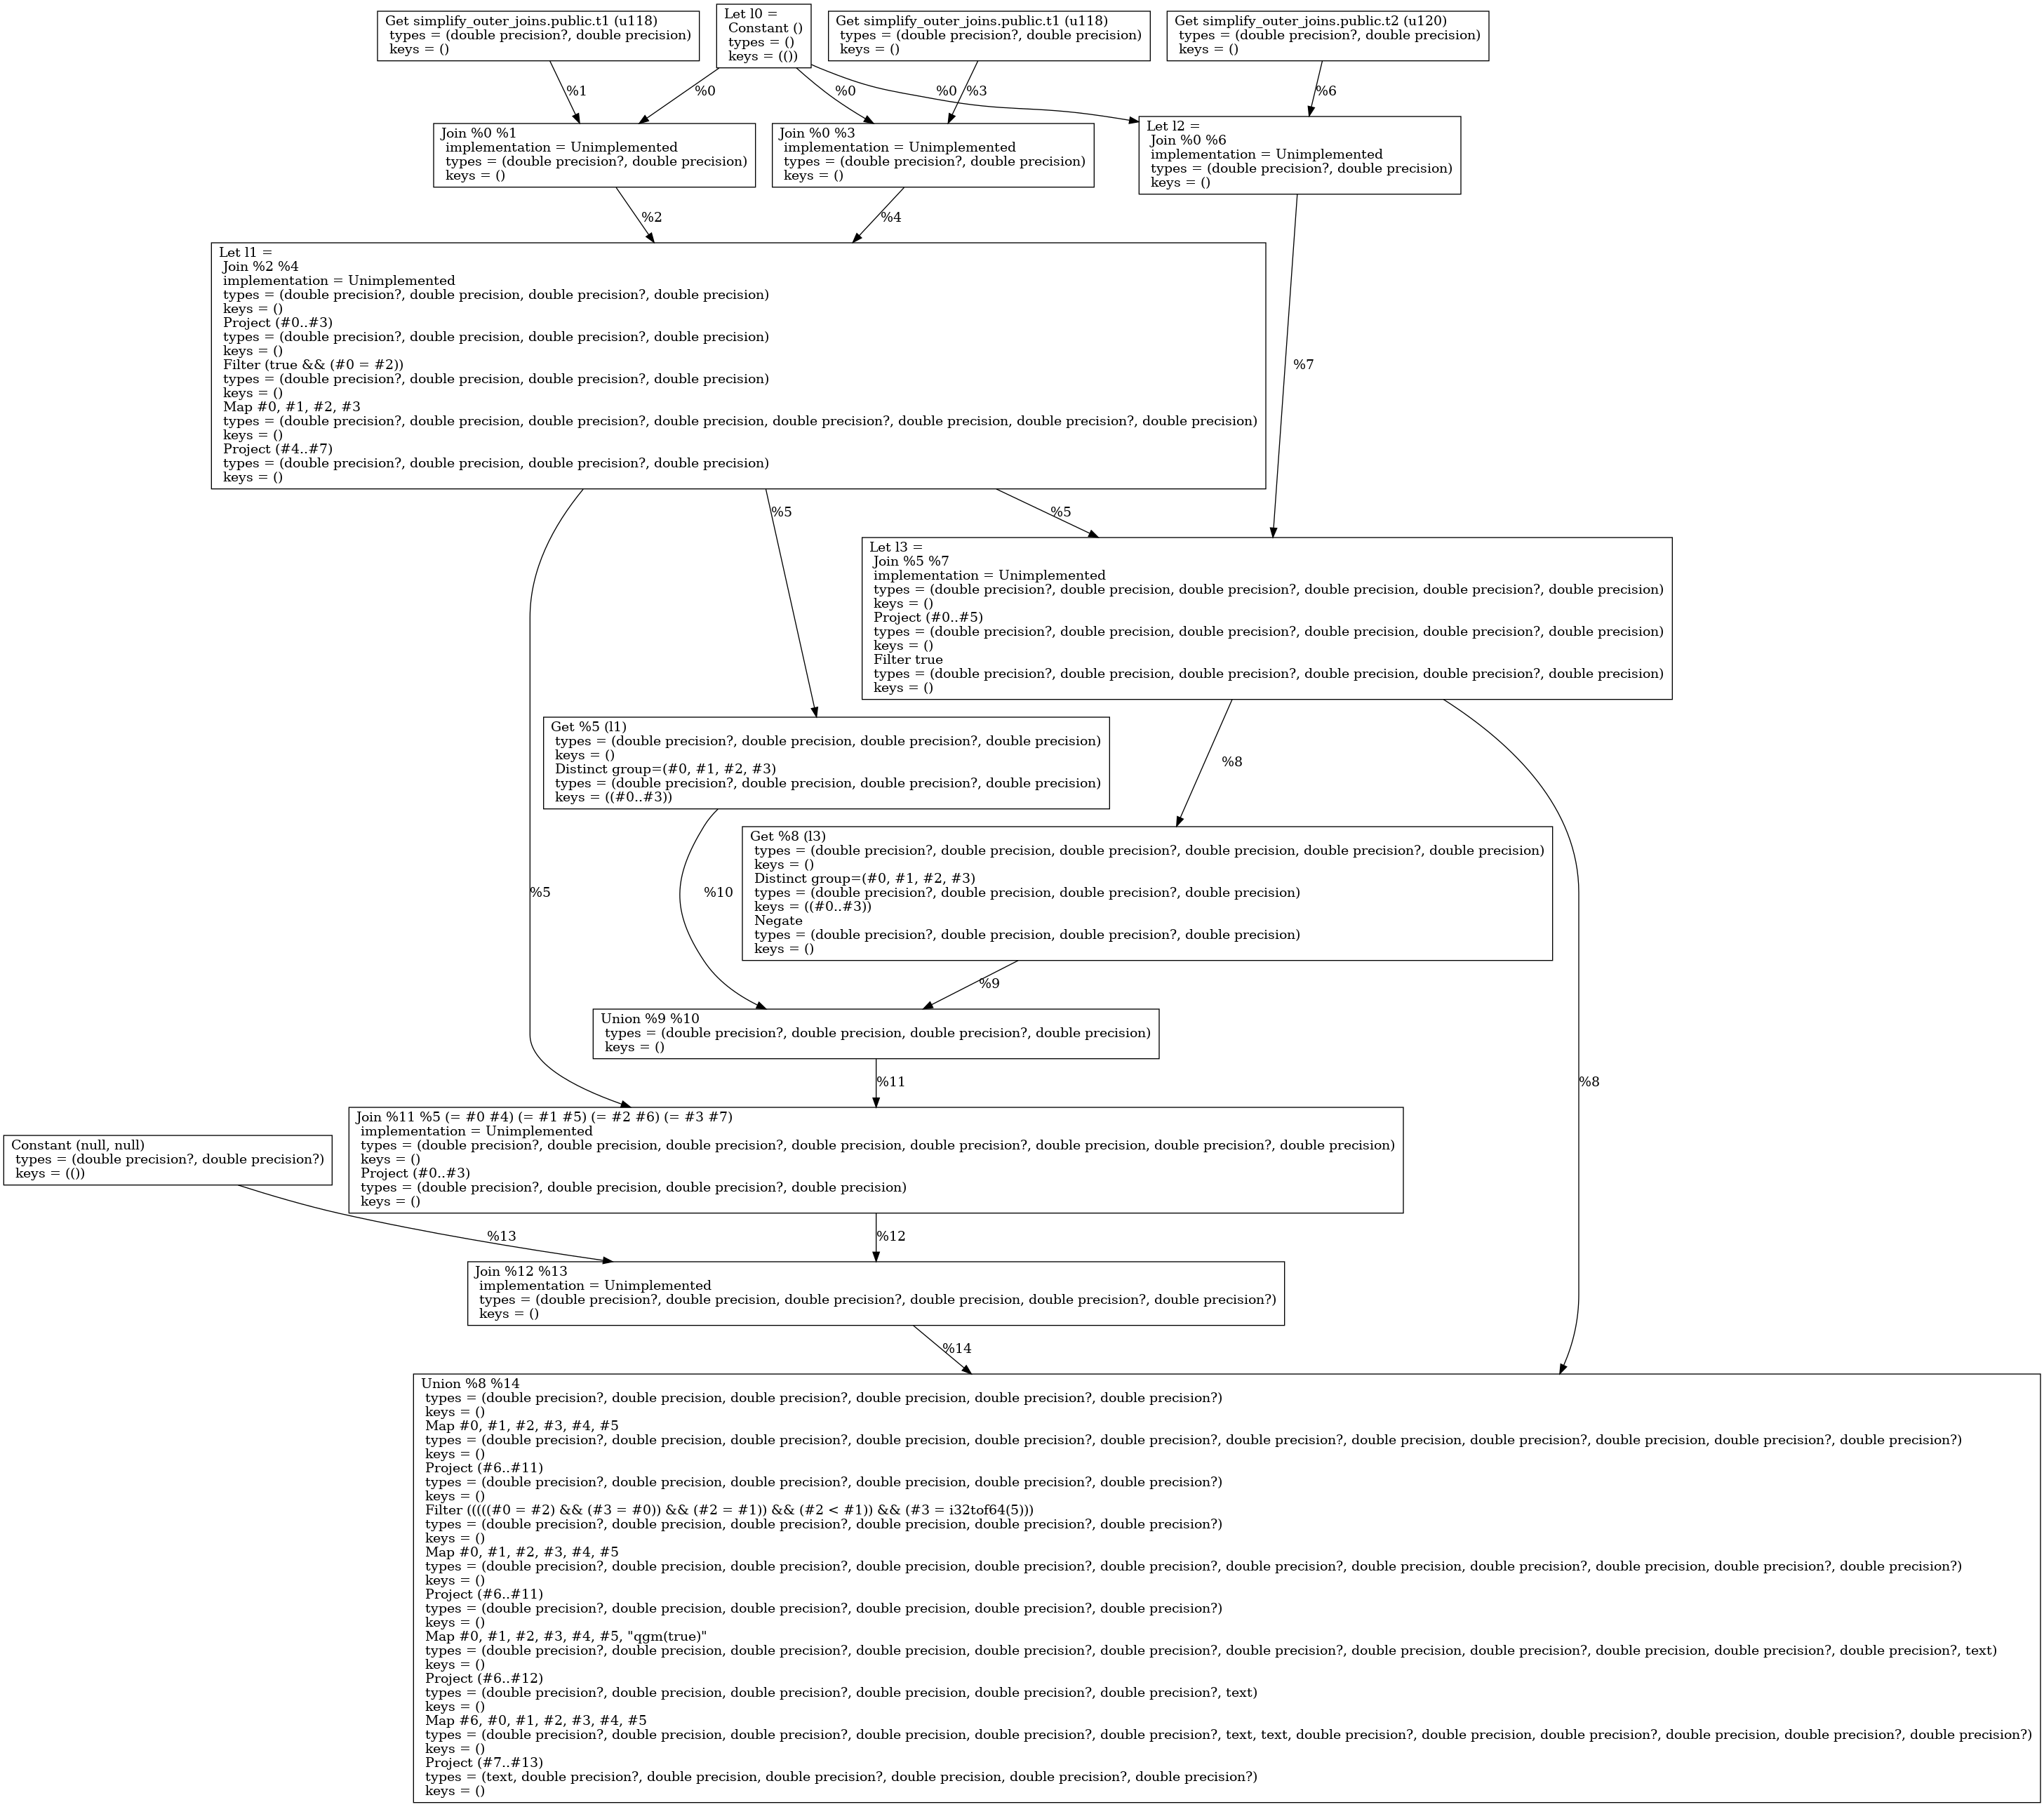 Get simplify_outer_joins.public.t1 (u118)
types = (double precision?, double precision)
keys = ()
Let l0 =
Constant ()
types = ()
keys = (())
Get simplify_outer_joins.public.t1 (u118)
types = (double precision?, double precision)
keys = ()
Get simplify_outer_joins.public.t2 (u120)
types = (double precision?, double precision)
keys = ()
%1
%0
%0
%0
%3
%6
Join %0 %1
implementation = Unimplemented
types = (double precision?, double precision)
keys = ()
Join %0 %3
implementation = Unimplemented
types = (double precision?, double precision)
keys = ()
Let l2 =
Join %0 %6
implementation = Unimplemented
types = (double precision?, double precision)
keys = ()
%2
%4
Let l1 =
Join %2 %4
implementation = Unimplemented
types = (double precision?, double precision, double precision?, double precision)
keys = ()
Project (#0..#3)
types = (double precision?, double precision, double precision?, double precision)
keys = ()
Filter (true && (#0 = #2))
types = (double precision?, double precision, double precision?, double precision)
keys = ()
Map #0, #1, #2, #3
types = (double precision?, double precision, double precision?, double precision, double precision?, double precision, double precision?, double precision)
keys = ()
Project (#4..#7)
types = (double precision?, double precision, double precision?, double precision)
keys = ()
%7
%5
%5
Let l3 =
Join %5 %7
implementation = Unimplemented
types = (double precision?, double precision, double precision?, double precision, double precision?, double precision)
keys = ()
Project (#0..#5)
types = (double precision?, double precision, double precision?, double precision, double precision?, double precision)
keys = ()
Filter true
types = (double precision?, double precision, double precision?, double precision, double precision?, double precision)
keys = ()
Get %5 (l1)
types = (double precision?, double precision, double precision?, double precision)
keys = ()
Distinct group=(#0, #1, #2, #3)
types = (double precision?, double precision, double precision?, double precision)
keys = ((#0..#3))
%8
Get %8 (l3)
types = (double precision?, double precision, double precision?, double precision, double precision?, double precision)
keys = ()
Distinct group=(#0, #1, #2, #3)
types = (double precision?, double precision, double precision?, double precision)
keys = ((#0..#3))
Negate
types = (double precision?, double precision, double precision?, double precision)
keys = ()
%5
%10
%9
Union %9 %10
types = (double precision?, double precision, double precision?, double precision)
keys = ()
%11
%8
Join %11 %5 (= #0 #4) (= #1 #5) (= #2 #6) (= #3 #7)
implementation = Unimplemented
types = (double precision?, double precision, double precision?, double precision, double precision?, double precision, double precision?, double precision)
keys = ()
Project (#0..#3)
types = (double precision?, double precision, double precision?, double precision)
keys = ()
Constant (null, null)
types = (double precision?, double precision?)
keys = (())
%13
%12
Join %12 %13
implementation = Unimplemented
types = (double precision?, double precision, double precision?, double precision, double precision?, double precision?)
keys = ()
%14
Union %8 %14
types = (double precision?, double precision, double precision?, double precision, double precision?, double precision?)
keys = ()
Map #0, #1, #2, #3, #4, #5
types = (double precision?, double precision, double precision?, double precision, double precision?, double precision?, double precision?, double precision, double precision?, double precision, double precision?, double precision?)
keys = ()
Project (#6..#11)
types = (double precision?, double precision, double precision?, double precision, double precision?, double precision?)
keys = ()
Filter (((((#0 = #2) && (#3 = #0)) && (#2 = #1)) && (#2 < #1)) && (#3 = i32tof64(5)))
types = (double precision?, double precision, double precision?, double precision, double precision?, double precision?)
keys = ()
Map #0, #1, #2, #3, #4, #5
types = (double precision?, double precision, double precision?, double precision, double precision?, double precision?, double precision?, double precision, double precision?, double precision, double precision?, double precision?)
keys = ()
Project (#6..#11)
types = (double precision?, double precision, double precision?, double precision, double precision?, double precision?)
keys = ()
Map #0, #1, #2, #3, #4, #5, "qgm(true)"
types = (double precision?, double precision, double precision?, double precision, double precision?, double precision?, double precision?, double precision, double precision?, double precision, double precision?, double precision?, text)
keys = ()
Project (#6..#12)
types = (double precision?, double precision, double precision?, double precision, double precision?, double precision?, text)
keys = ()
Map #6, #0, #1, #2, #3, #4, #5
types = (double precision?, double precision, double precision?, double precision, double precision?, double precision?, text, text, double precision?, double precision, double precision?, double precision, double precision?, double precision?)
keys = ()
Project (#7..#13)
types = (text, double precision?, double precision, double precision?, double precision, double precision?, double precision?)
keys = ()